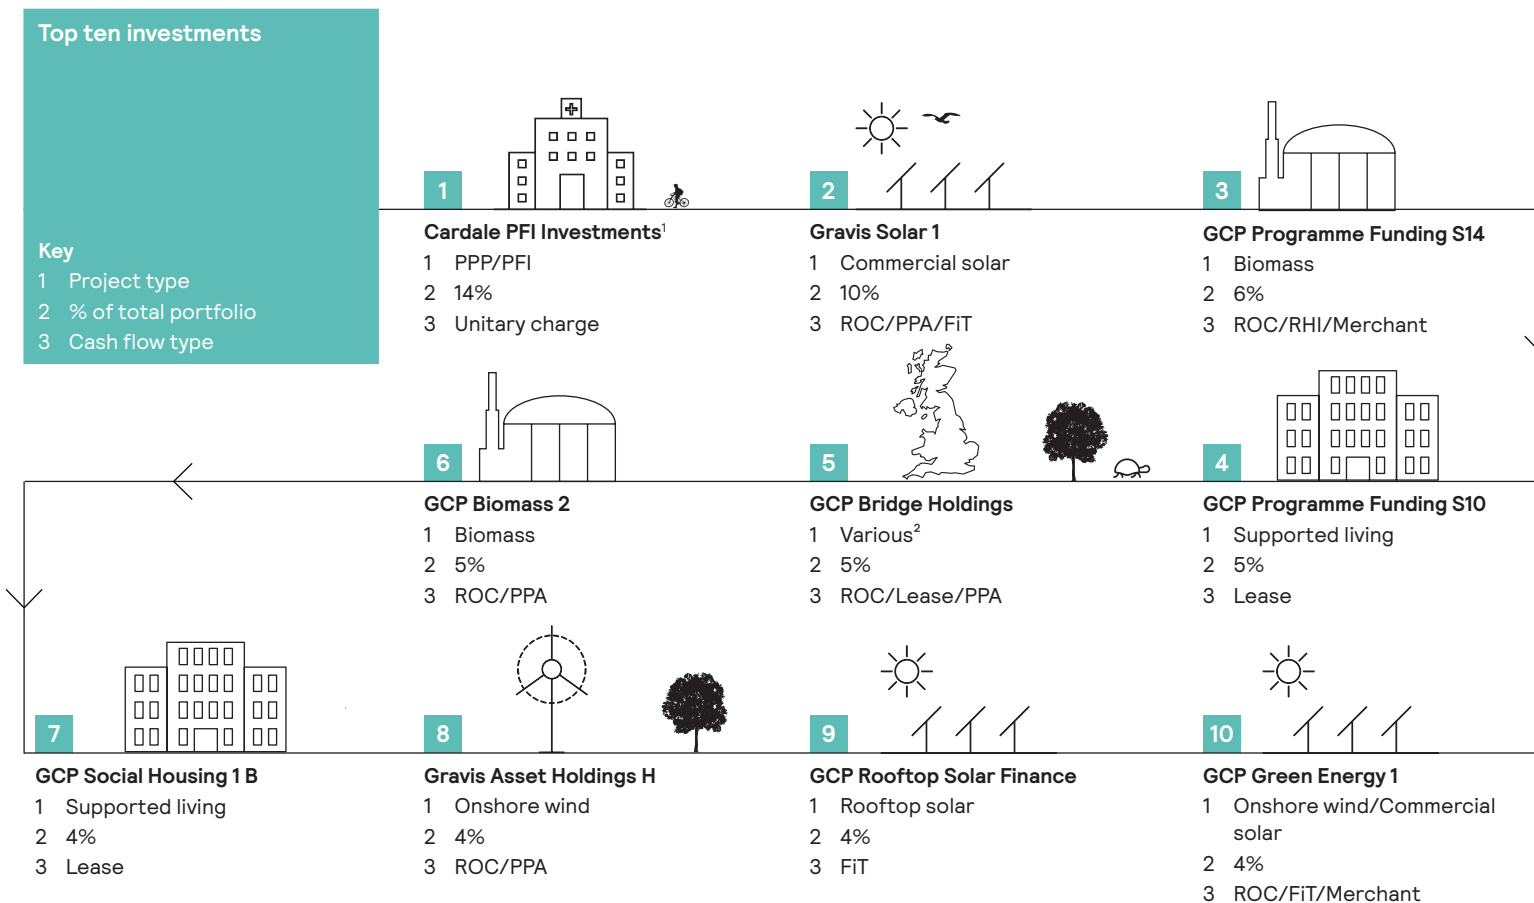 Top ten investments
Key
1 Project type
2 % of total portfolio
3 Cash flow type
1
Cardale PFI Investments¹
1 PPP/PFI
2 14%
3 Unitary charge
2
Gravis Solar 1
1 Commercial solar
2 10%
3 ROC/PPA/FiT
3
GCP Programme Funding S14
1 Biomass
2 6%
3 ROC/RHI/Merchant
4
GCP Programme Funding S10
1 Supported living
2 5%
3 Lease
5
GCP Bridge Holdings
1 Various²
2 5%
3 ROC/Lease/PPA
6
GCP Biomass 2
1 Biomass
2 5%
3 ROC/PPA
7
GCP Social Housing 1 B
1 Supported living
2 4%
3 Lease
8
Gravis Asset Holdings H
1 Onshore wind
2 4%
3 ROC/PPA
9
GCP Rooftop Solar Finance
1 Rooftop solar
2 4%
3 FiT
10
GCP Green Energy 1
1 Onshore wind/Commercial
solar
2 4%
3 ROC/FiT/Merchant